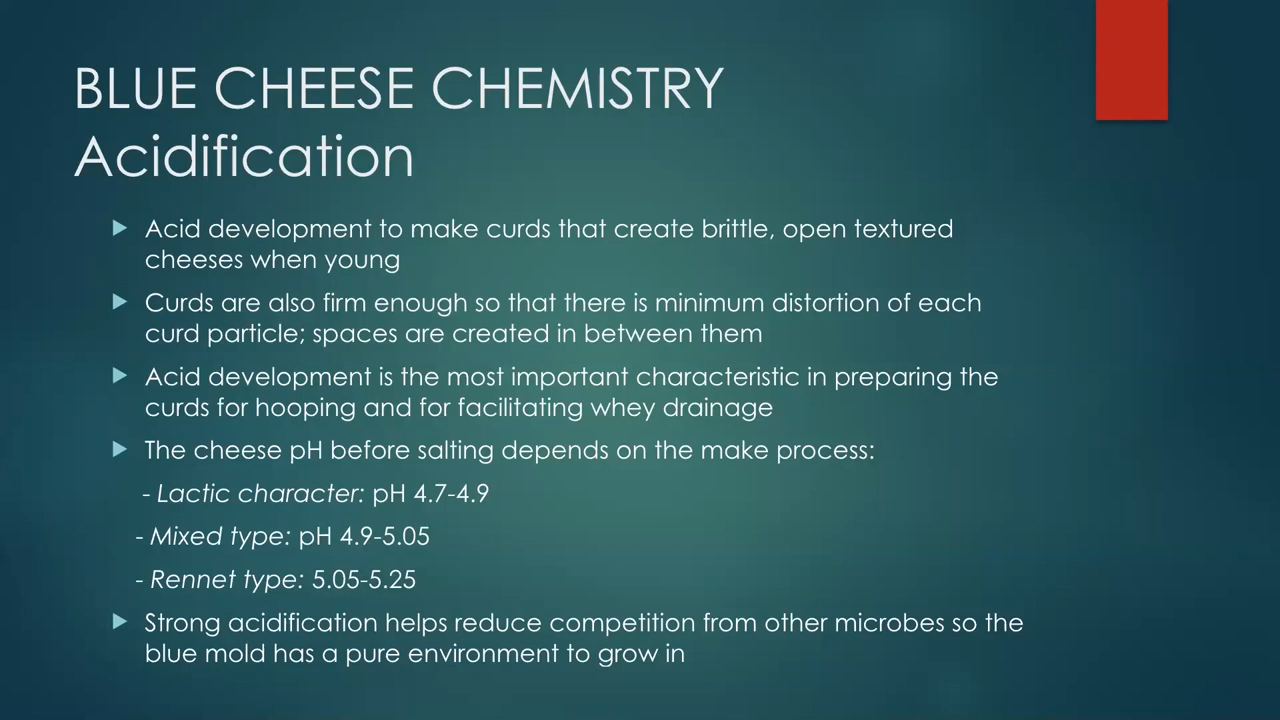 BLUE CHEESE CHEMISTRY
Acidification
Acid development to make curds that create brittle, open textured
cheeses when young
Curds are also firm enough so that there is minimum distortion of each
curd particle; spaces are created in between them
Acid development is the most important characteristic in preparing the
curds for hooping and for facilitating whey drainage
The cheese pH before salting depends on the make process:
- Lactic character: pH 4.7-4.9
- Mixed type: pH 4.9-5.05
- Rennet type: 5.05-5.25
Strong acidification helps reduce competition from other microbes so the
blue mold has a pure environment to grow in